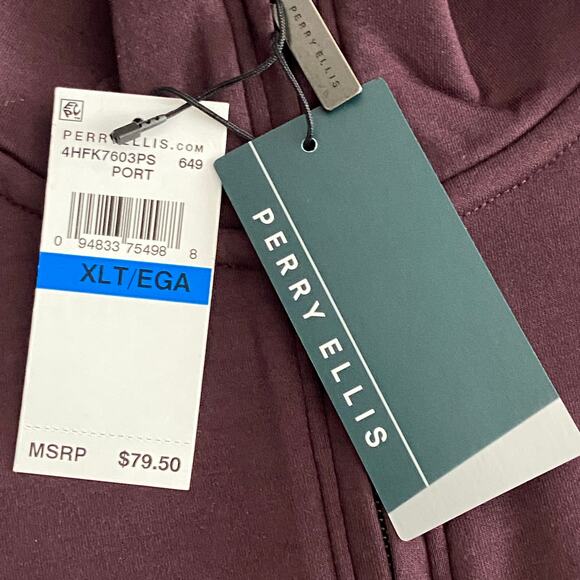 PERRY ELLIS
PERRYELLIS.COM
4HFK7603PS 649
PORT
0 94833 75498 8
XLT/EGA
MSRP $79.50
PERRY ELLIS